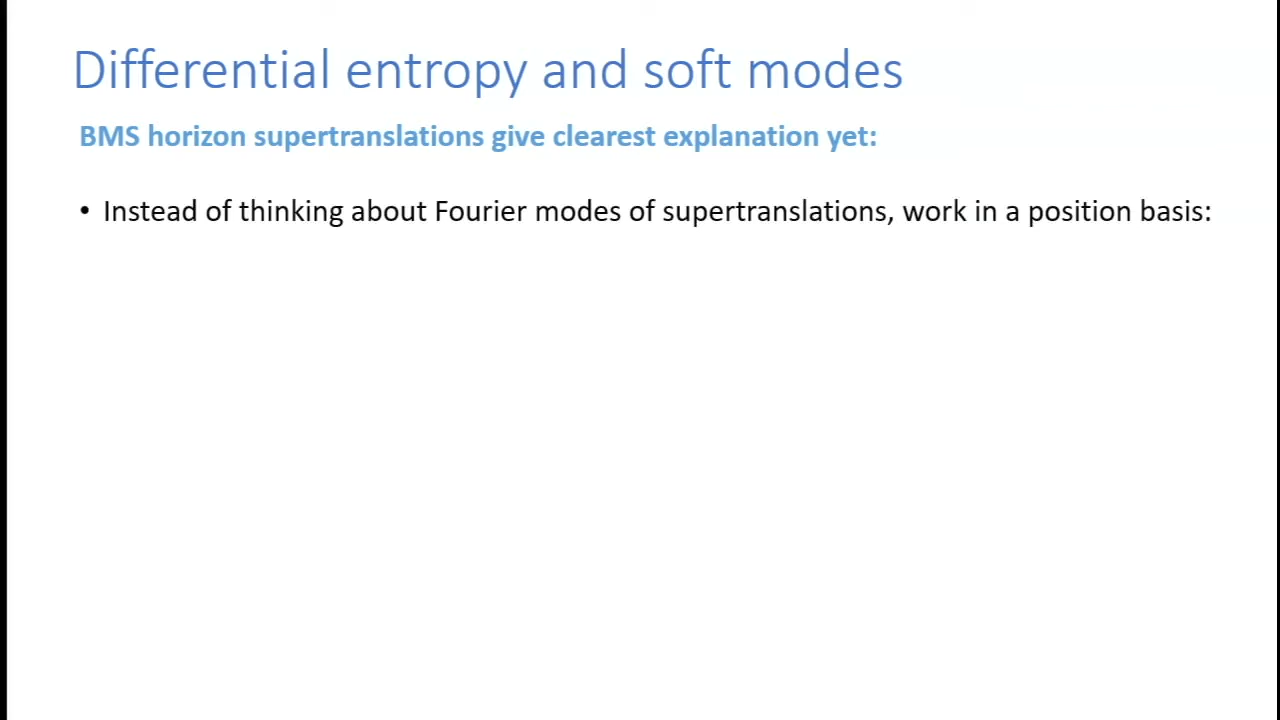 Differential entropy and soft modes
BMS horizon supertranslations give clearest explanation yet:
• Instead of thinking about Fourier modes of supertranslations, work in a position basis: